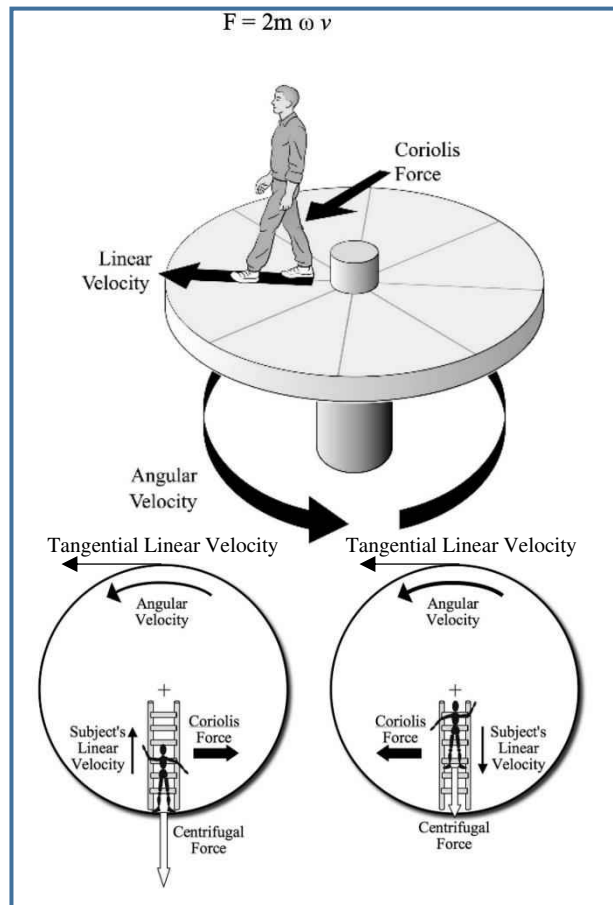 F = 2m ω v
Coriolis
Force
Linear
Velocity
Angular
Velocity
Tangential Linear Velocity
Angular
Velocity
Subject's
Linear
Velocity
Coriolis
Force
Centrifugal
Force
Tangential Linear Velocity
Angular
Velocity
Coriolis
Force
Subject's
Linear
Velocity
Centrifugal
Force